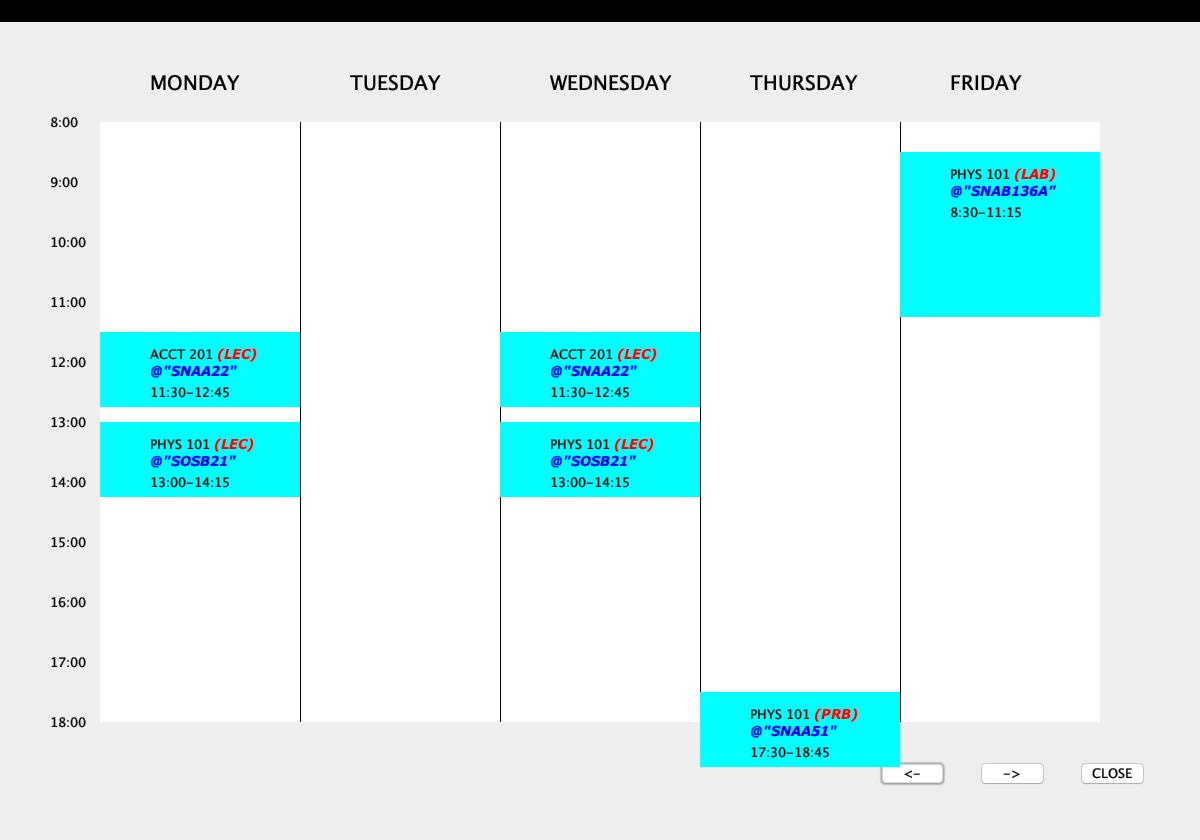 MONDAY TUESDAY WEDNESDAY THURSDAY FRIDAY
8:00
PHYS 101 (LAB)
@"SNAB136A"
8:30-11:15
9:00
10:00
11:00
ACCT 201 (LEC)
@"SNAA22"
11:30-12:45
ACCT 201 (LEC)
@"SNAA22"
11:30-12:45
12:00
13:00
PHYS 101 (LEC)
@"SOSB21"
13:00-14:15
PHYS 101 (LEC)
@"SOSB21"
13:00-14:15
14:00
15:00
16:00
17:00
PHYS 101 (PRB)
@"SNAA51"
17:30-18:45
18:00
<- -> CLOSE